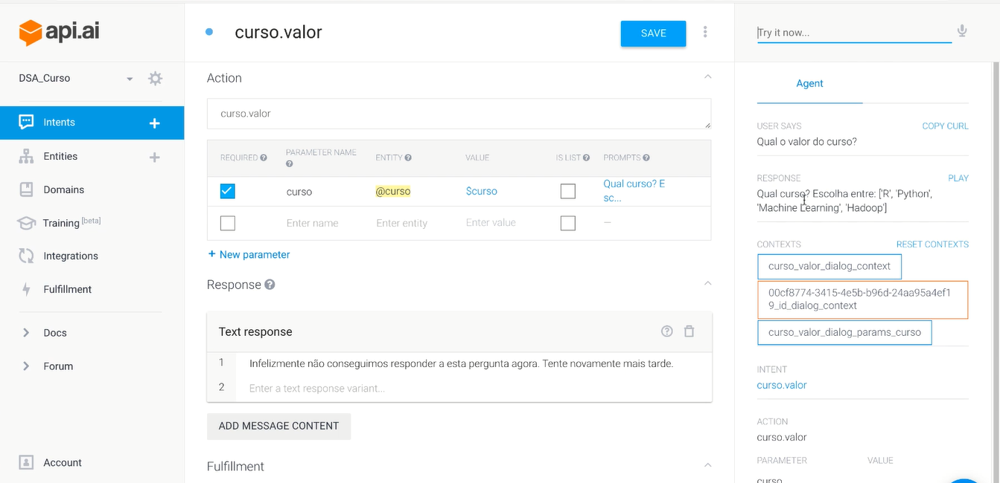 api.ai
DSA_Curso
Intents
Entities
Domains
Training [beta]
Integrations
Fulfillment
Docs
Forum
Account
curso.valor
SAVE
Action
curso.valor
REQUIRED
PARAMETER NAME
ENTITY
VALUE
IS LIST
PROMPTS
curso
@curso
$curso
Qual curso? E
sc...
Enter name
Enter entity
Enter value
—
+ New parameter
Response
Text response
1
Infelizmente não conseguimos responder a esta pergunta agora. Tente novamente mais tarde.
2
Enter a text response variant...
ADD MESSAGE CONTENT
Fulfillment
Try it now...
Agent
USER SAYS
COPY CURL
Qual o valor do curso?
RESPONSE
PLAY
Qual curso? Escolha entre: ['R', 'Python',
'Machine Learning', 'Hadoop']
CONTEXTS
RESET CONTEXTS
curso_valor_dialog_context
00cf8774-3415-4e5b-b96d-24aa95a4ef1
9_id_dialog_context
curso_valor_dialog_params_curso
INTENT
curso.valor
ACTION
curso.valor
PARAMETER
VALUE
curso